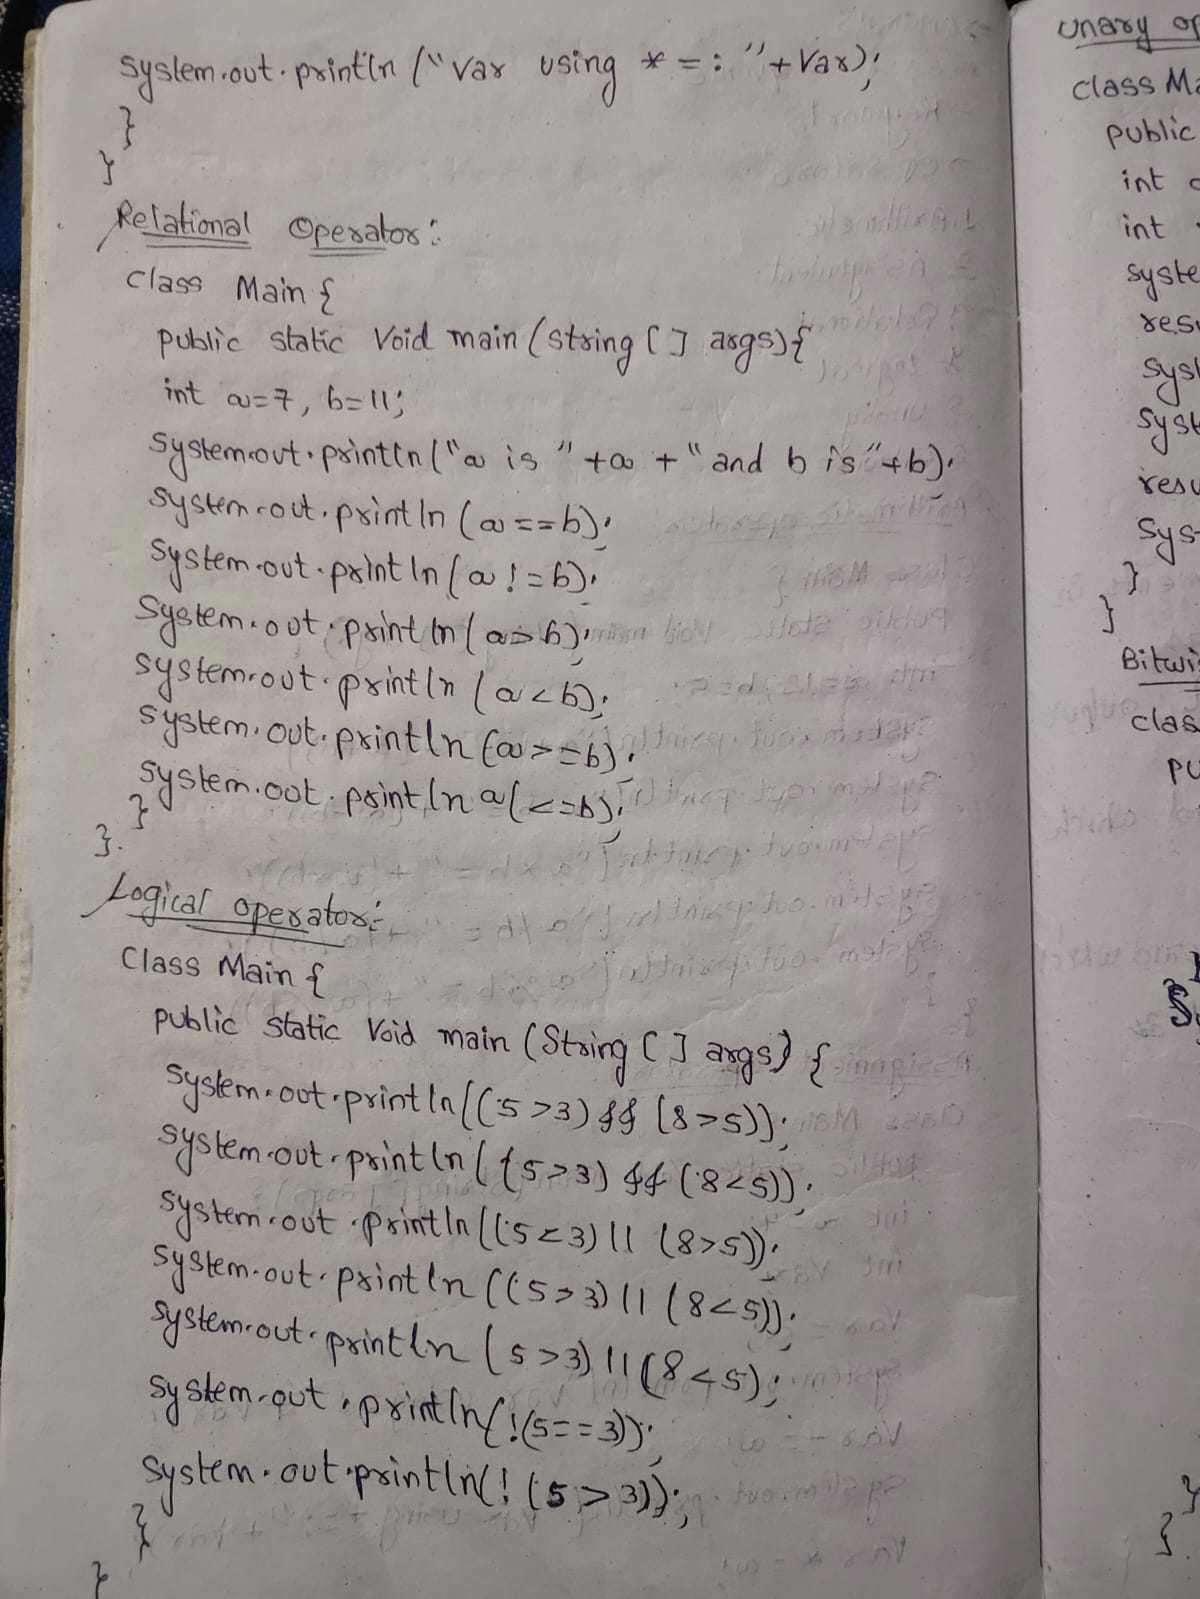 system.out.println ("Var using *=: "+Var);
}
}
Relational Operator:
Class Main {
public static Void main (string [] args){
int a=7, b=11;
system.out.println("a is "+a + "and b is"+b);
system.out.println (a==b);
system.out.println (a!=b);
system.out.println (a>b);
system.out.println (a<b);
system.out.println (a>=b);
system.out.println a(<=b);
}
}.
Logical operator:
Class Main {
public static Void main (String [] args) {
system.out.println((5>3) && (8>5));
system.out.println((5>3) && (8<5));
system.out.println((5<3) || (8>5));
system.out.println ((5>3) || (8<5));
system.out.println (5>3) || (8<5);
system.out.println(!(5==3));
system.out.println(! (5>3));
}
}
unary op
class Ma
public
int
int
syste
resu
syst
syst
resu
Sys
}
}
Bitwi
clas
pu
}
S
}
}